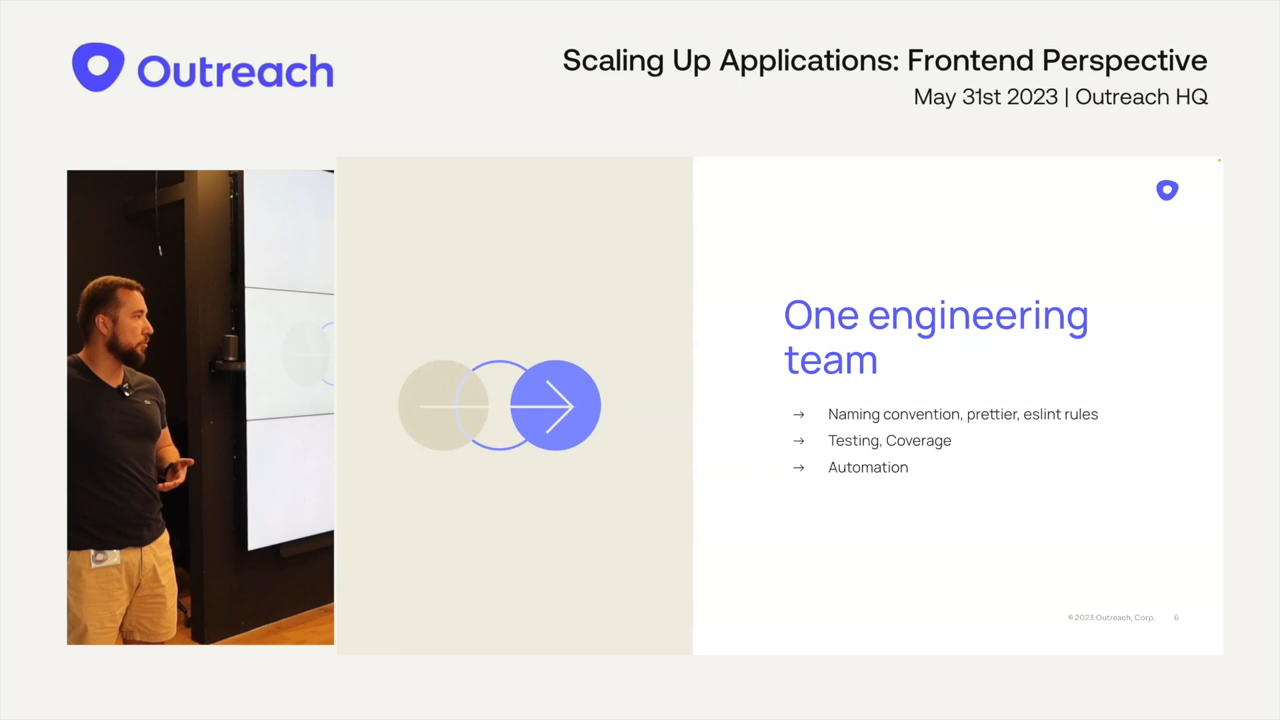 Outreach
Scaling Up Applications: Frontend Perspective
May 31st 2023 | Outreach HQ
One engineering
team
→ Naming convention, prettier, eslint rules
→ Testing, Coverage
→ Automation
© 2023 Outreach, Corp. 6